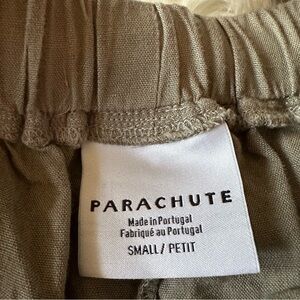 PARACHUTE
Made in Portugal
Fabriqué au Portugal
SMALL / PETIT